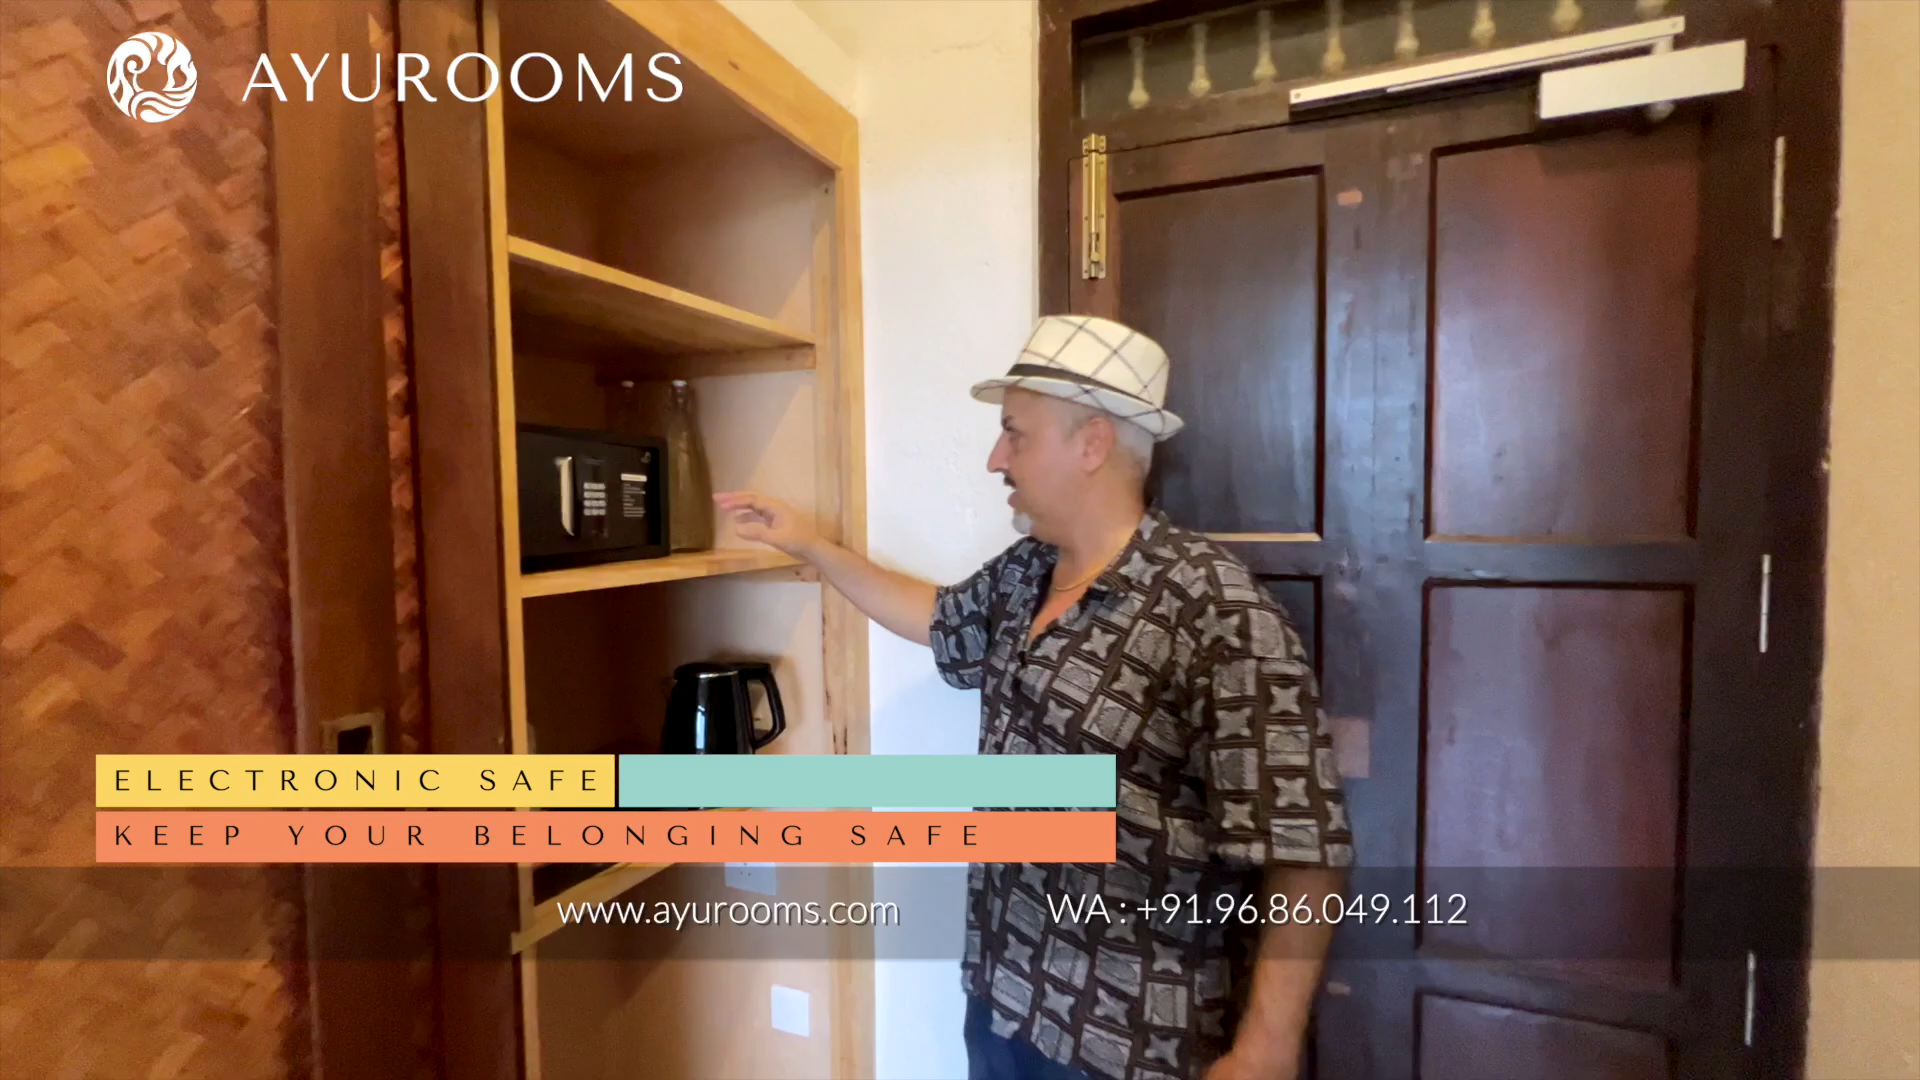 AYUROOMS
ELECTRONIC SAFE
KEEP YOUR BELONGING SAFE
www.ayurooms.com
WA : +91.96.86.049.112